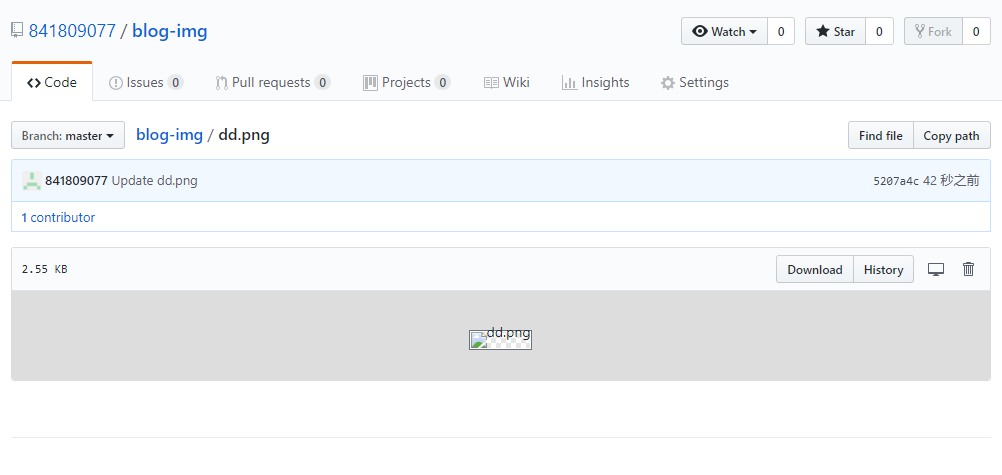 841809077 / blog-img
Watch 0 Star 0 Fork 0
Code Issues 0 Pull requests 0 Projects 0 Wiki Insights Settings
Branch: master blog-img / dd.png Find file Copy path
841809077 Update dd.png 5207a4c 42 秒之前
1 contributor
2.55 KB Download History
dd.png